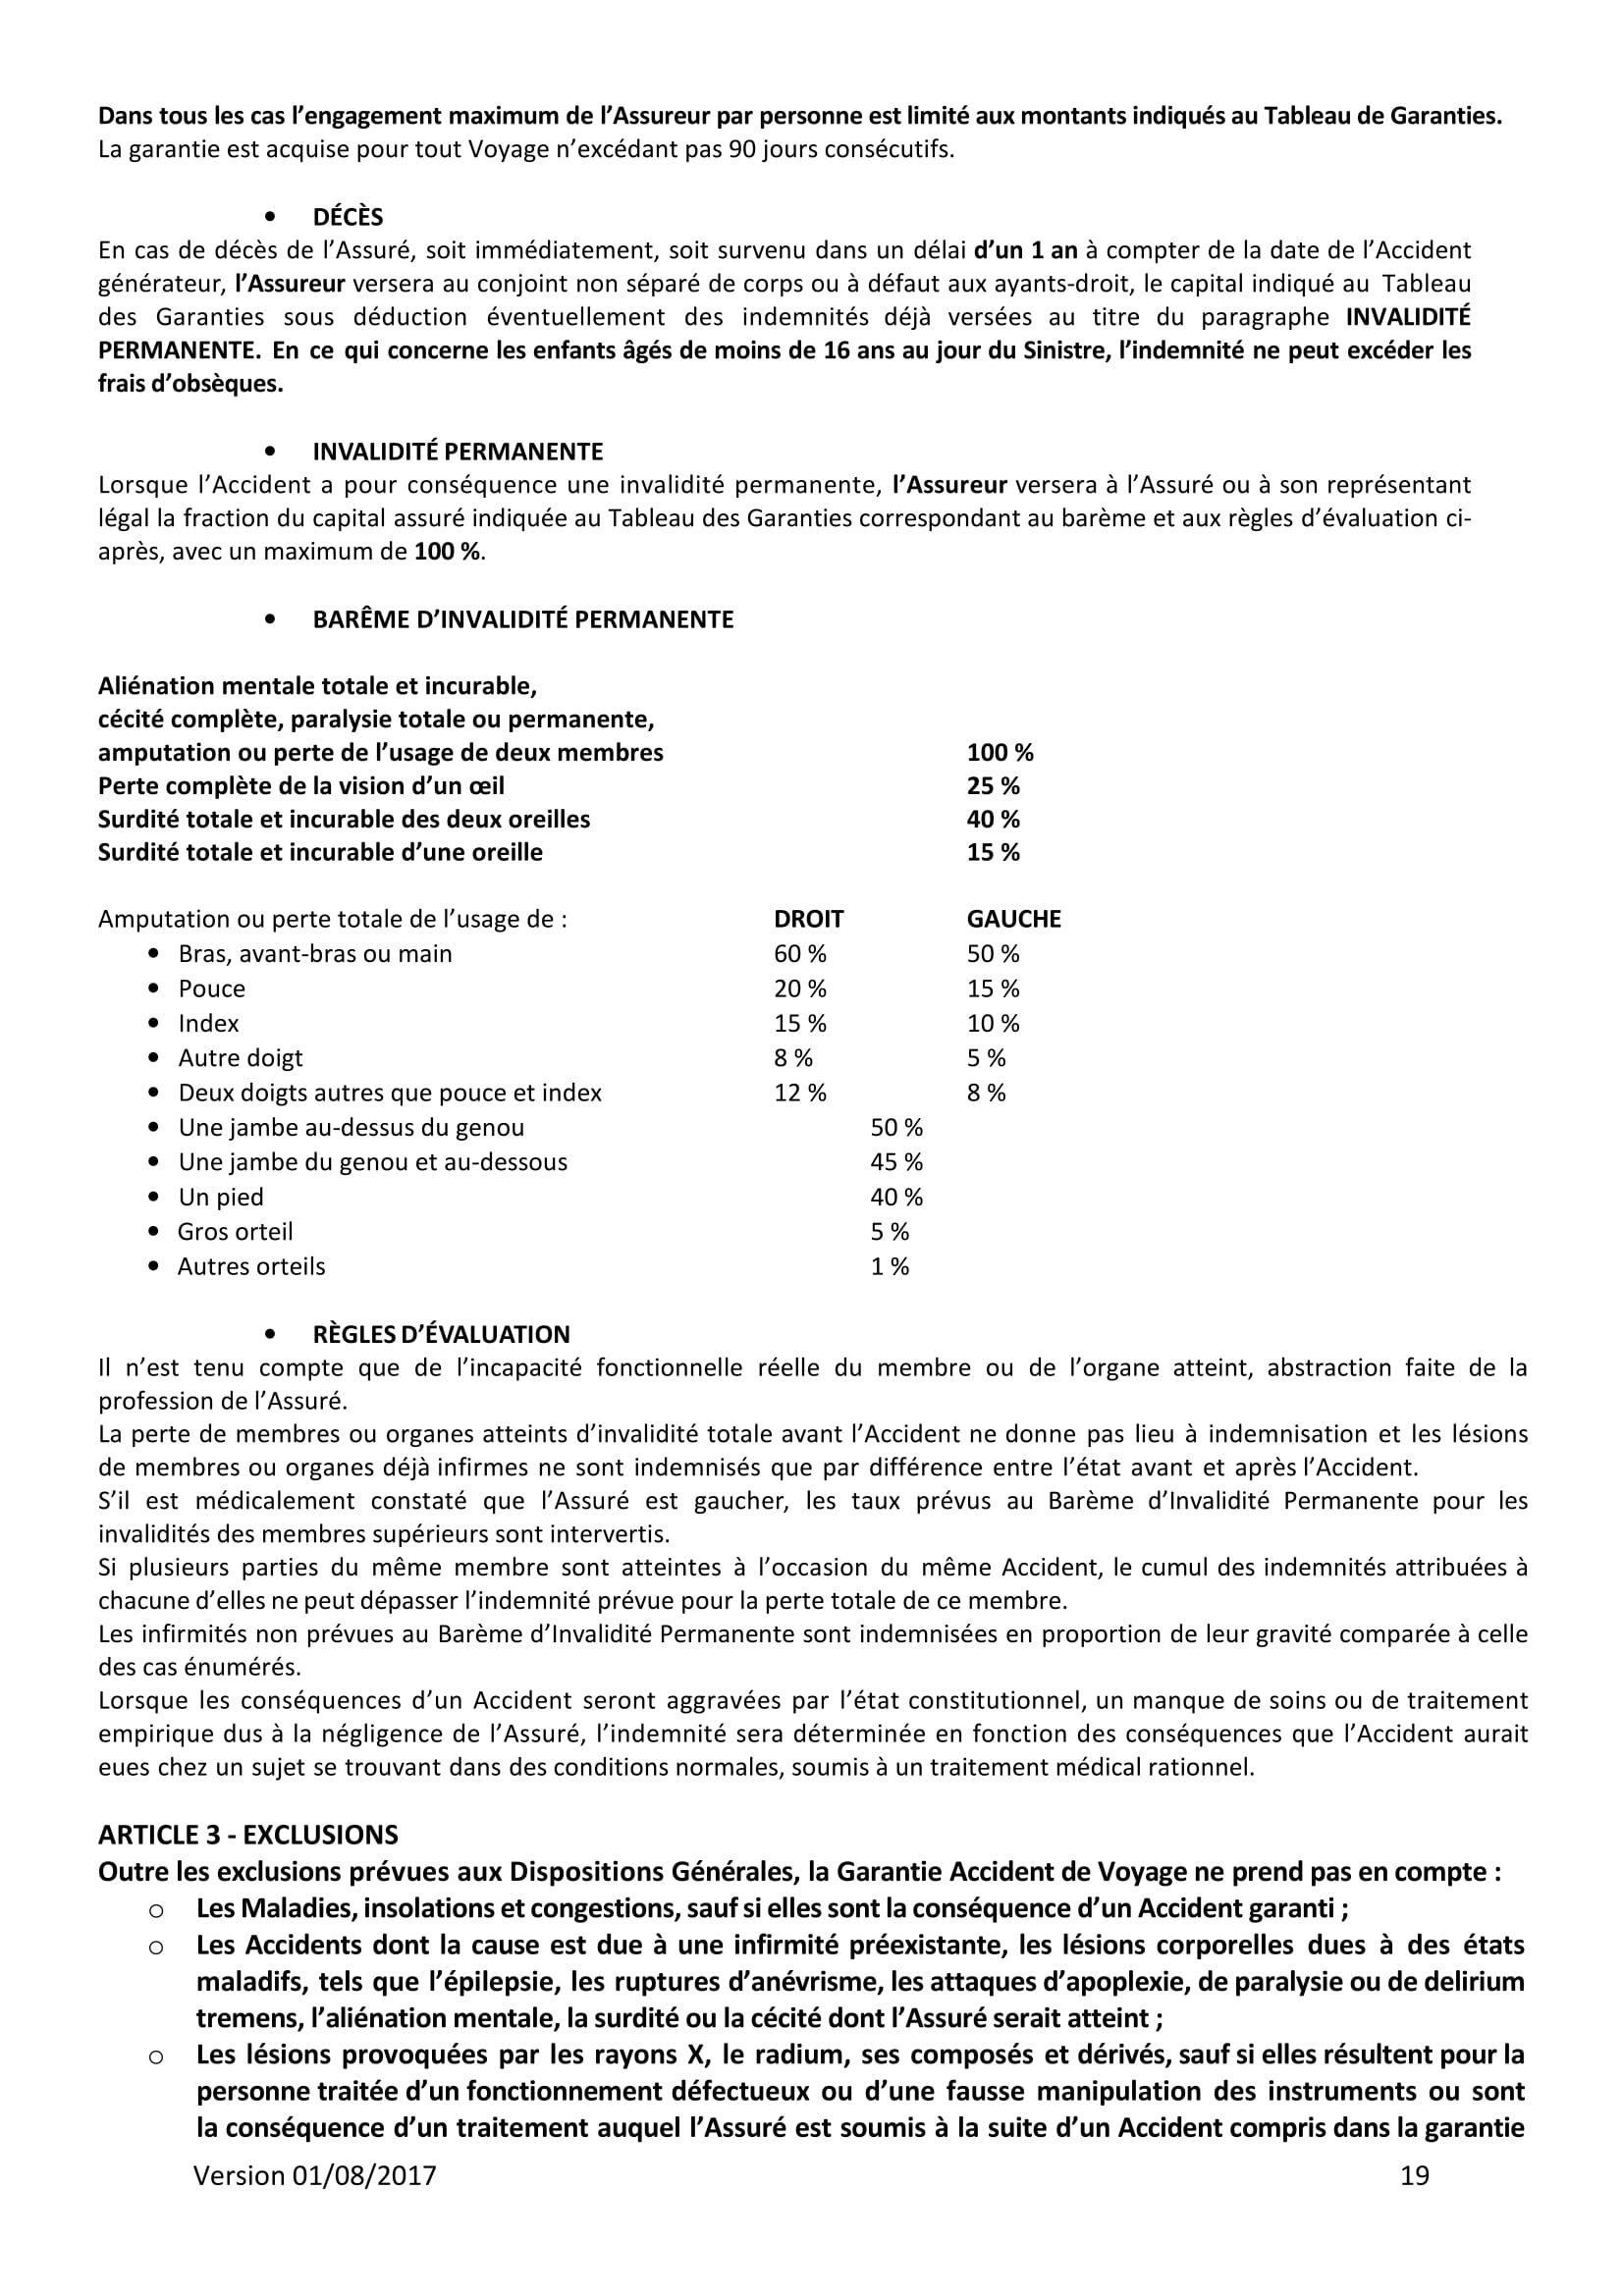 Dans tous les cas l’engagement maximum de l’Assureur par personne est limité aux montants indiqués au Tableau de Garanties.
La garantie est acquise pour tout Voyage n’excédant pas 90 jours consécutifs.
• DÉCÈS
En cas de décès de l’Assuré, soit immédiatement, soit survenu dans un délai d’un 1 an à compter de la date de l’Accident
générateur, l’Assureur versera au conjoint non séparé de corps ou à défaut aux ayants-droit, le capital indiqué au Tableau
des Garanties sous déduction éventuellement des indemnités déjà versées au titre du paragraphe INVALIDITÉ
PERMANENTE. En ce qui concerne les enfants âgés de moins de 16 ans au jour du Sinistre, l’indemnité ne peut excéder les
frais d’obsèques.
• INVALIDITÉ PERMANENTE
Lorsque l’Accident a pour conséquence une invalidité permanente, l’Assureur versera à l’Assuré ou à son représentant
légal la fraction du capital assuré indiquée au Tableau des Garanties correspondant au barème et aux règles d’évaluation ci-
après, avec un maximum de 100 %.
• BARÊME D’INVALIDITÉ PERMANENTE
Aliénation mentale totale et incurable,
cécité complète, paralysie totale ou permanente,
amputation ou perte de l’usage de deux membres 100 %
Perte complète de la vision d’un œil 25 %
Surdité totale et incurable des deux oreilles 40 %
Surdité totale et incurable d’une oreille 15 %
Amputation ou perte totale de l’usage de : DROIT GAUCHE
• Bras, avant-bras ou main 60 % 50 %
• Pouce 20 % 15 %
• Index 15 % 10 %
• Autre doigt 8 % 5 %
• Deux doigts autres que pouce et index 12 % 8 %
• Une jambe au-dessus du genou 50 %
• Une jambe du genou et au-dessous 45 %
• Un pied 40 %
• Gros orteil 5 %
• Autres orteils 1 %
• RÈGLES D’ÉVALUATION
Il n’est tenu compte que de l’incapacité fonctionnelle réelle du membre ou de l’organe atteint, abstraction faite de la
profession de l’Assuré.
La perte de membres ou organes atteints d’invalidité totale avant l’Accident ne donne pas lieu à indemnisation et les lésions
de membres ou organes déjà infirmes ne sont indemnisés que par différence entre l’état avant et après l’Accident.
S’il est médicalement constaté que l’Assuré est gaucher, les taux prévus au Barème d’Invalidité Permanente pour les
invalidités des membres supérieurs sont intervertis.
Si plusieurs parties du même membre sont atteintes à l’occasion du même Accident, le cumul des indemnités attribuées à
chacune d’elles ne peut dépasser l’indemnité prévue pour la perte totale de ce membre.
Les infirmités non prévues au Barème d’Invalidité Permanente sont indemnisées en proportion de leur gravité comparée à celle
des cas énumérés.
Lorsque les conséquences d’un Accident seront aggravées par l’état constitutionnel, un manque de soins ou de traitement
empirique dus à la négligence de l’Assuré, l’indemnité sera déterminée en fonction des conséquences que l’Accident aurait
eues chez un sujet se trouvant dans des conditions normales, soumis à un traitement médical rationnel.
ARTICLE 3 - EXCLUSIONS
Outre les exclusions prévues aux Dispositions Générales, la Garantie Accident de Voyage ne prend pas en compte :
o Les Maladies, insolations et congestions, sauf si elles sont la conséquence d’un Accident garanti ;
o Les Accidents dont la cause est due à une infirmité préexistante, les lésions corporelles dues à des états
maladifs, tels que l’épilepsie, les ruptures d’anévrisme, les attaques d’apoplexie, de paralysie ou de delirium
tremens, l’aliénation mentale, la surdité ou la cécité dont l’Assuré serait atteint ;
o Les lésions provoquées par les rayons X, le radium, ses composés et dérivés, sauf si elles résultent pour la
personne traitée d’un fonctionnement défectueux ou d’une fausse manipulation des instruments ou sont
la conséquence d’un traitement auquel l’Assuré est soumis à la suite d’un Accident compris dans la garantie
Version 01/08/2017 19